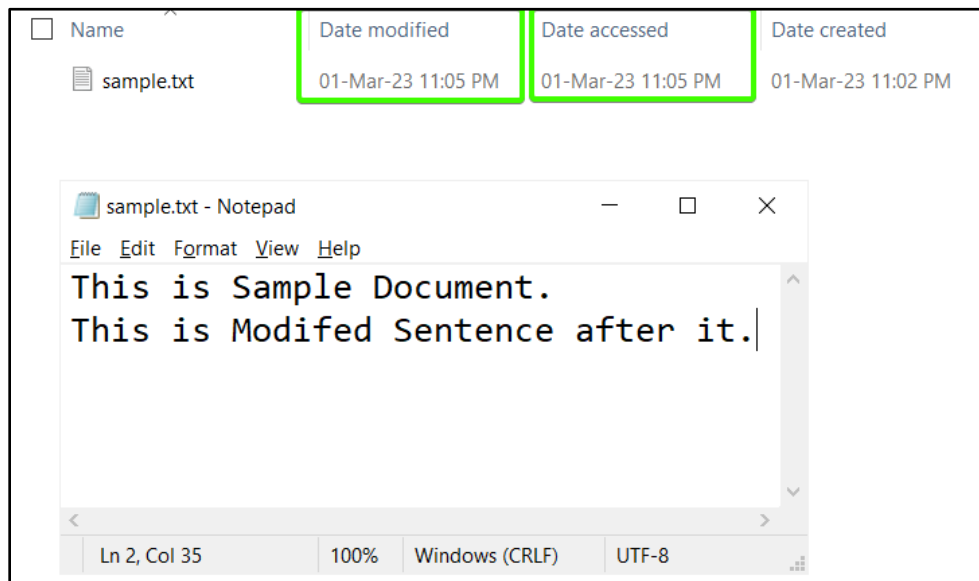 Name Date modified Date accessed Date created
sample.txt 01-Mar-23 11:05 PM 01-Mar-23 11:05 PM 01-Mar-23 11:02 PM
sample.txt - Notepad
File Edit Format View Help
This is Sample Document.
This is Modifed Sentence after it.
Ln 2, Col 35 100% Windows (CRLF) UTF-8